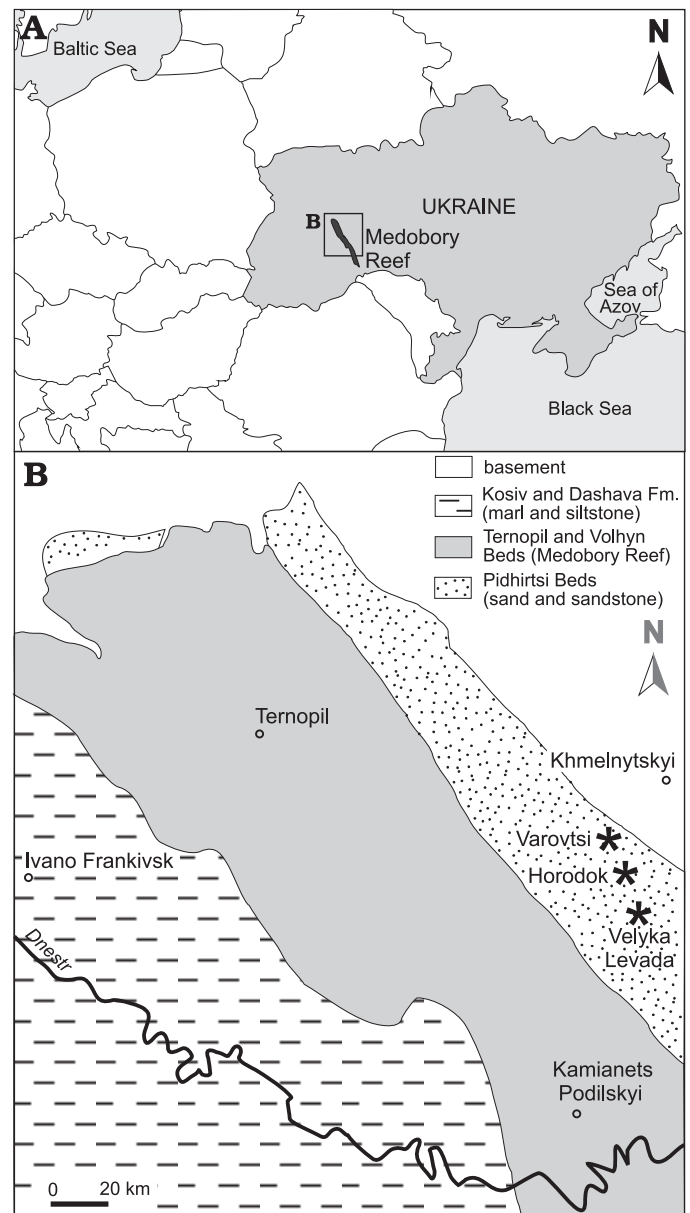 A
Baltic Sea
N
UKRAINE
B
Medobory
Reef
Sea of
Azov
Black Sea
B
basement
Kosiv and Dashava Fm.
(marl and siltstone)
Ternopil and Volhyn
Beds (Medobory Reef)
Pidhirtsi Beds
(sand and sandstone)
N
Ternopil
Khmelnytskyi
Varovtsi
Ivano Frankivsk
Horodok
Velyka
Levada
Dnestr
Kamianets
Podilskyi
0 20 km